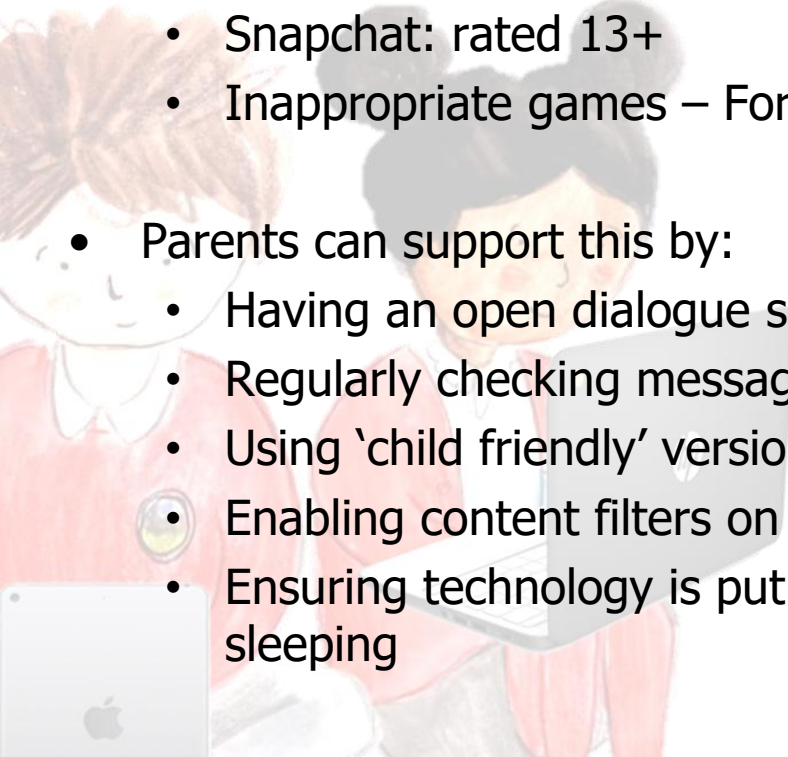 • Snapchat: rated 13+
• Inappropriate games – For
• Parents can support this by:
• Having an open dialogue s
• Regularly checking messag
• Using ‘child friendly’ versio
• Enabling content filters on
• Ensuring technology is put
sleeping